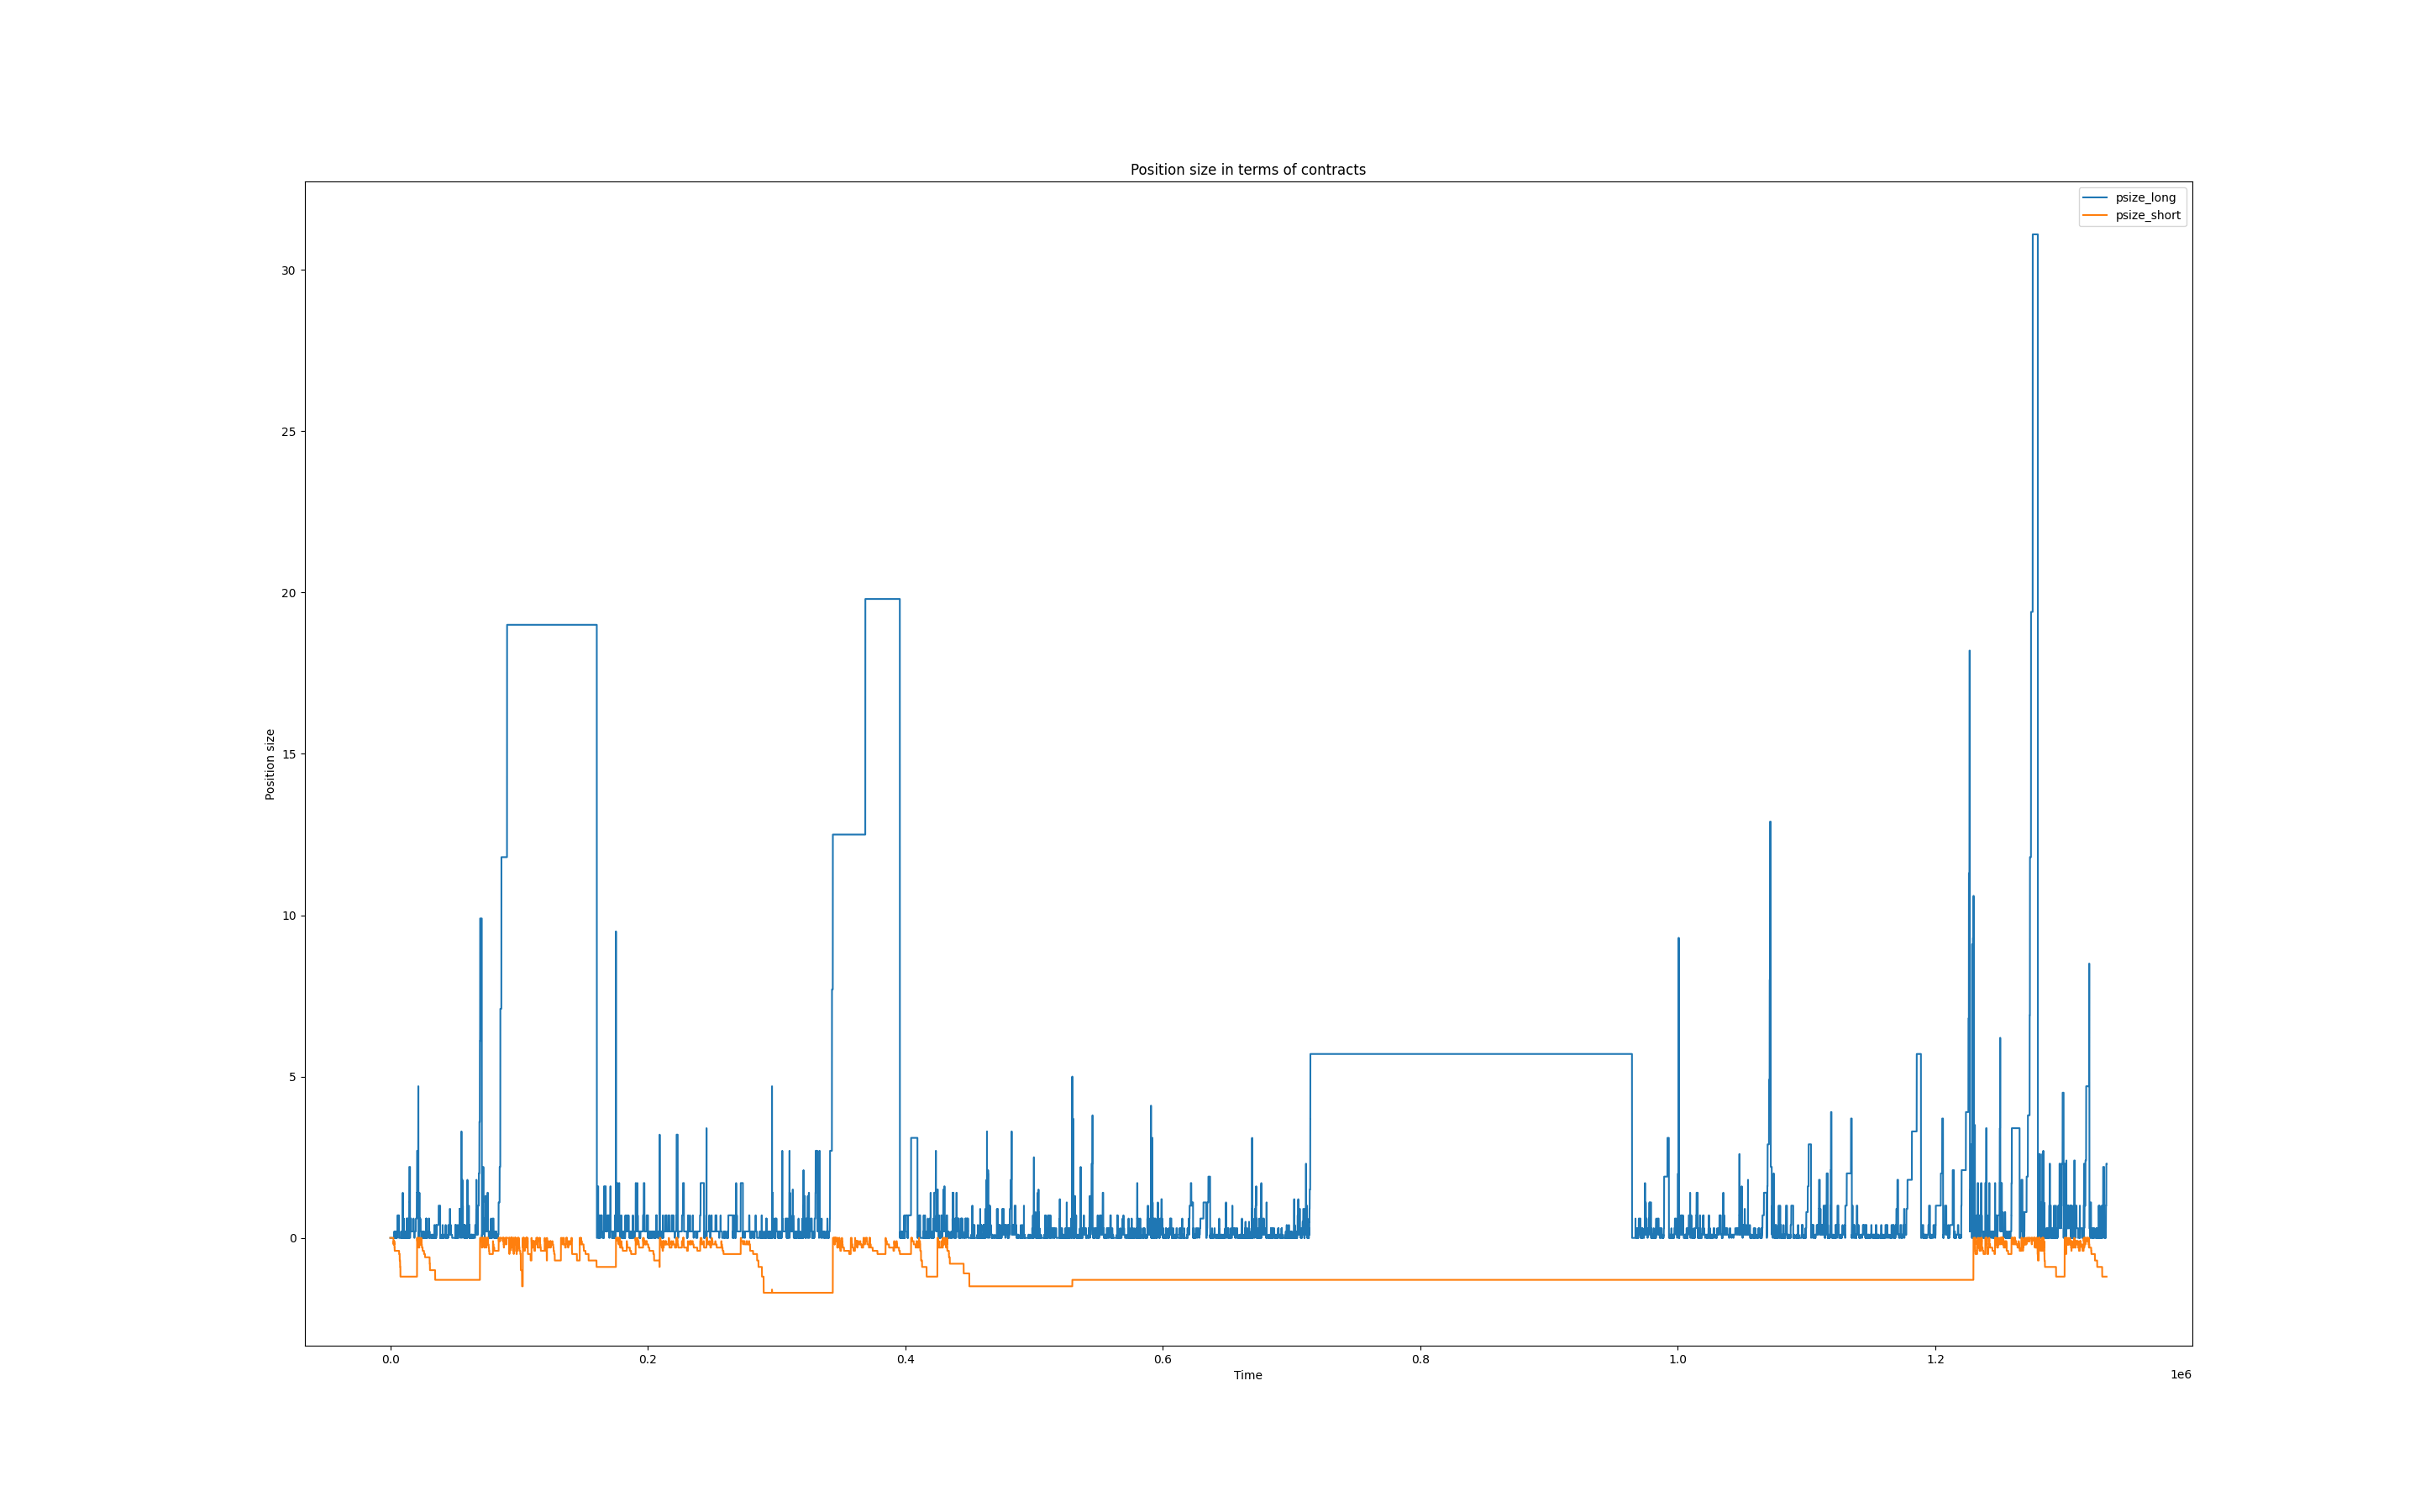 Position size in terms of contracts
psize_long
psize_short
30
25
20
15
10
5
0
Position size
0.0 0.2 0.4 0.6 0.8 1.0 1.2
Time
1e6